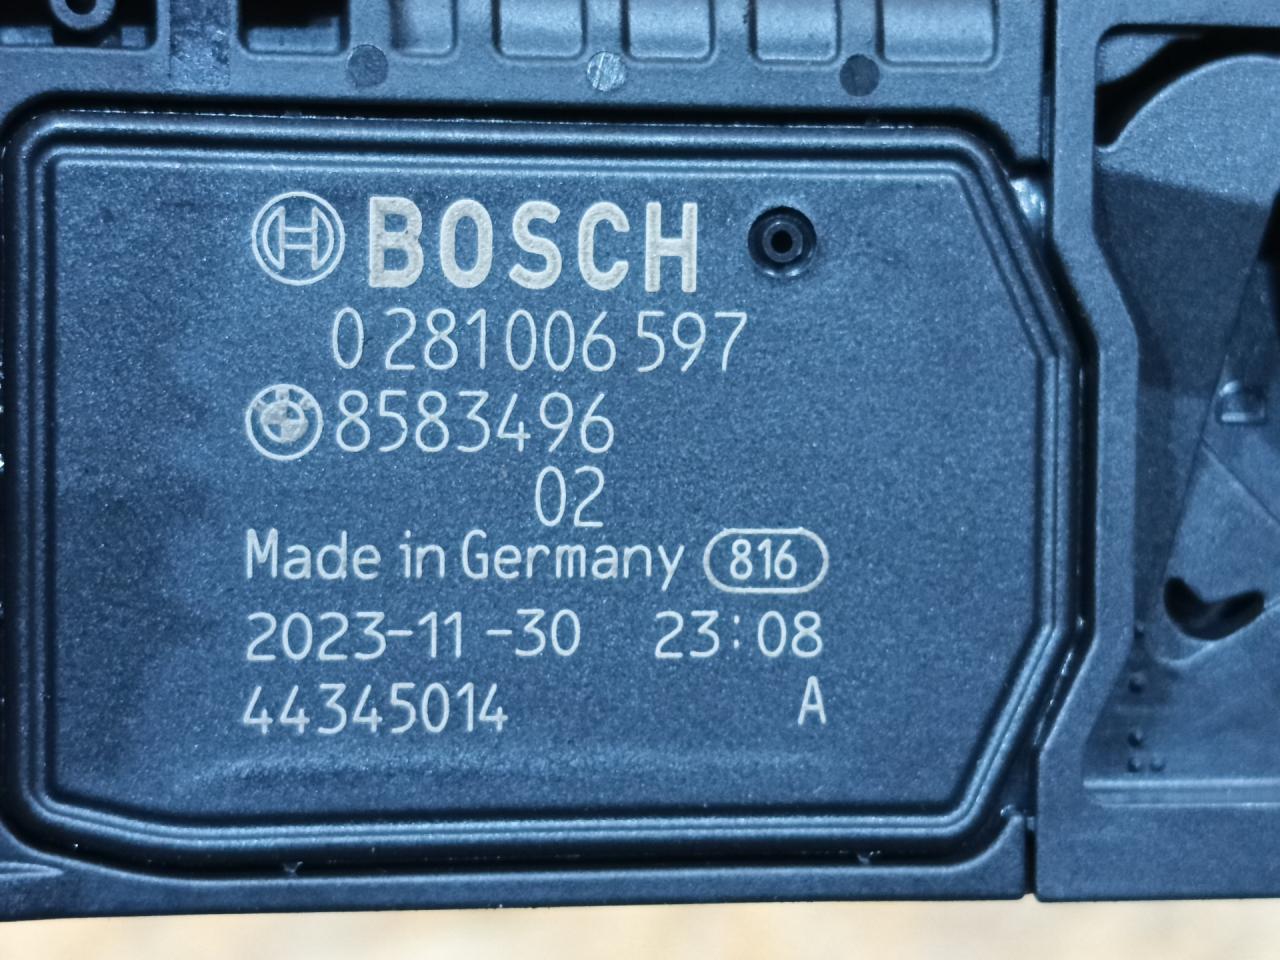 BOSCH
0 281 006 597
8583496
02
Made in Germany 816
2023-11-30 23:08
44345014 A